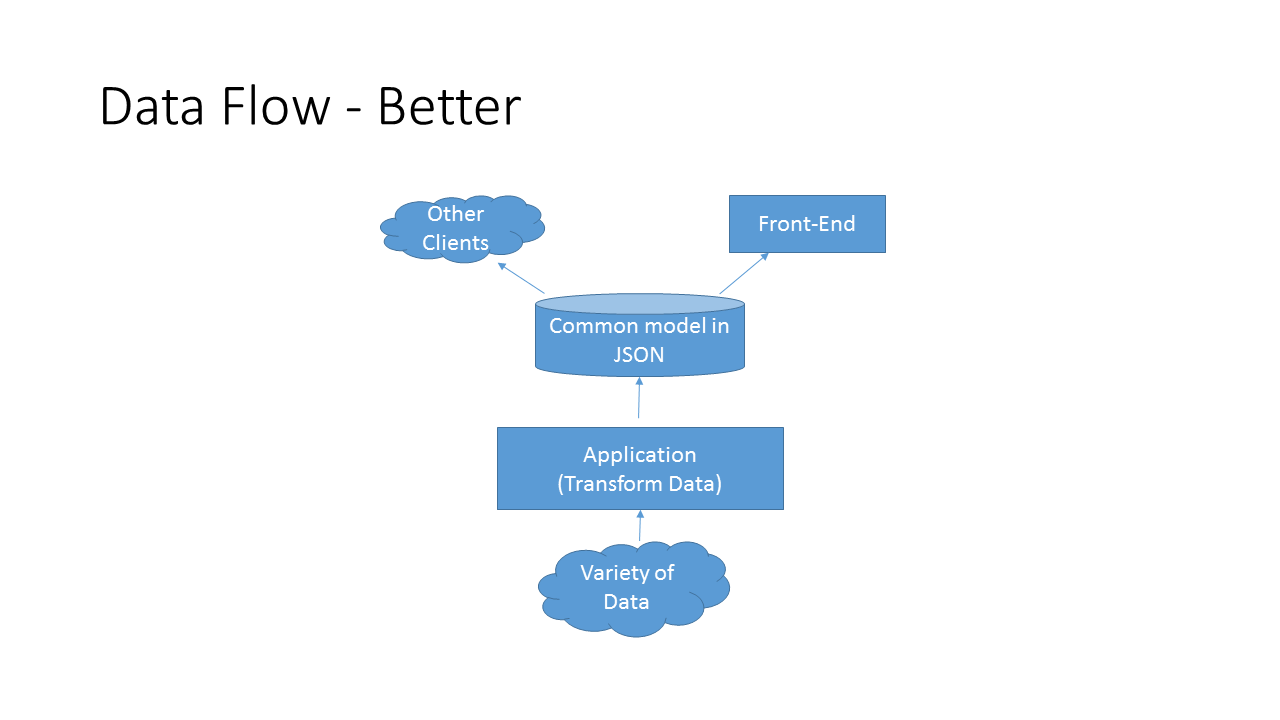 Data Flow - Better
Other
Clients
Front-End
Common model in
JSON
Application
(Transform Data)
Variety of
Data